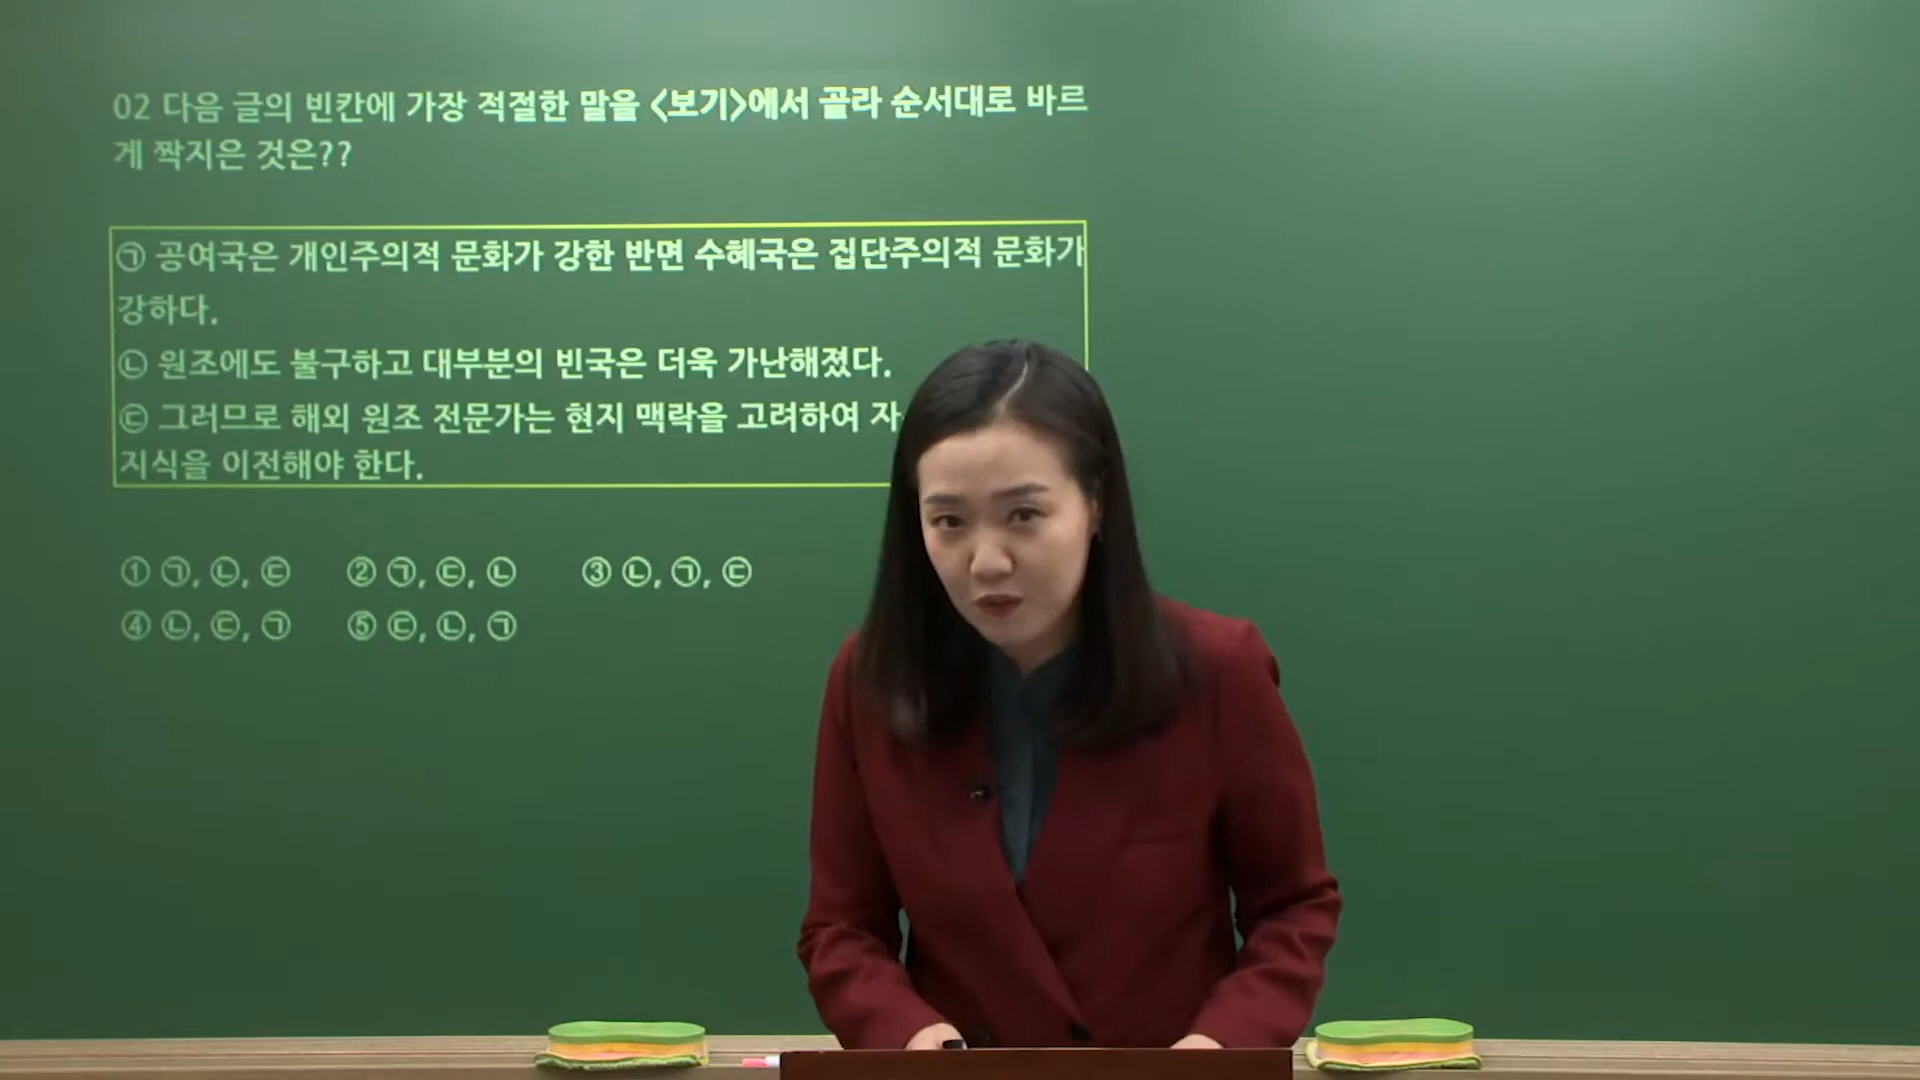 02 다음 글의 빈칸에 가장 적절한 말을 <보기>에서 골라 순서대로 바르
게 짝지은 것은??
㉠ 공여국은 개인주의적 문화가 강한 반면 수혜국은 집단주의적 문화가
강하다.
㉡ 원조에도 불구하고 대부분의 빈국은 더욱 가난해졌다.
㉢ 그러므로 해외 원조 전문가는 현지 맥락을 고려하여
지식을 이전해야 한다.
① ㉠, ㉡, ㉢ ② ㉠, ㉢, ㉡ ③ ㉡, ㉠, ㉢
④ ㉡, ㉢, ㉠ ⑤ ㉢, ㉡, ㉠